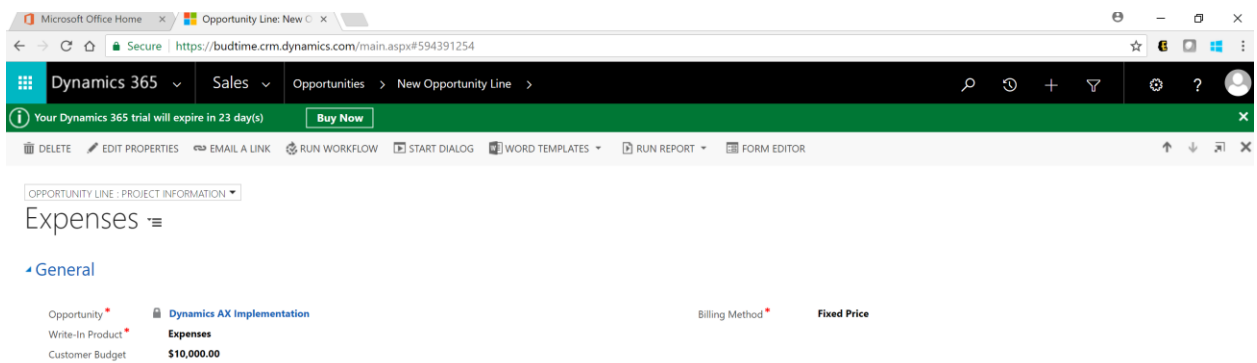 Microsoft Office Home
Opportunity Line: New
Secure | https://budtime.crm.dynamics.com/main.aspx#594391254
Dynamics 365 Sales Opportunities > New Opportunity Line >
Your Dynamics 365 trial will expire in 23 day(s) Buy Now
DELETE EDIT PROPERTIES EMAIL A LINK RUN WORKFLOW START DIALOG WORD TEMPLATES RUN REPORT FORM EDITOR
OPPORTUNITY LINE : PROJECT INFORMATION
Expenses
General
Opportunity* Dynamics AX Implementation Billing Method* Fixed Price
Write-In Product* Expenses
Customer Budget $10,000.00